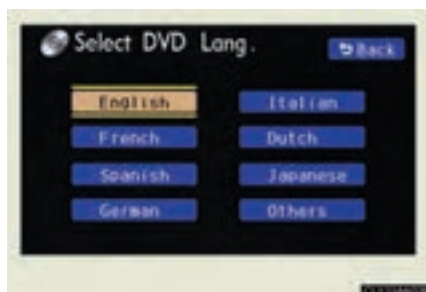 Select DVD Lang.
Back
English
Italian
French
Dutch
Spanish
Japanese
German
Others